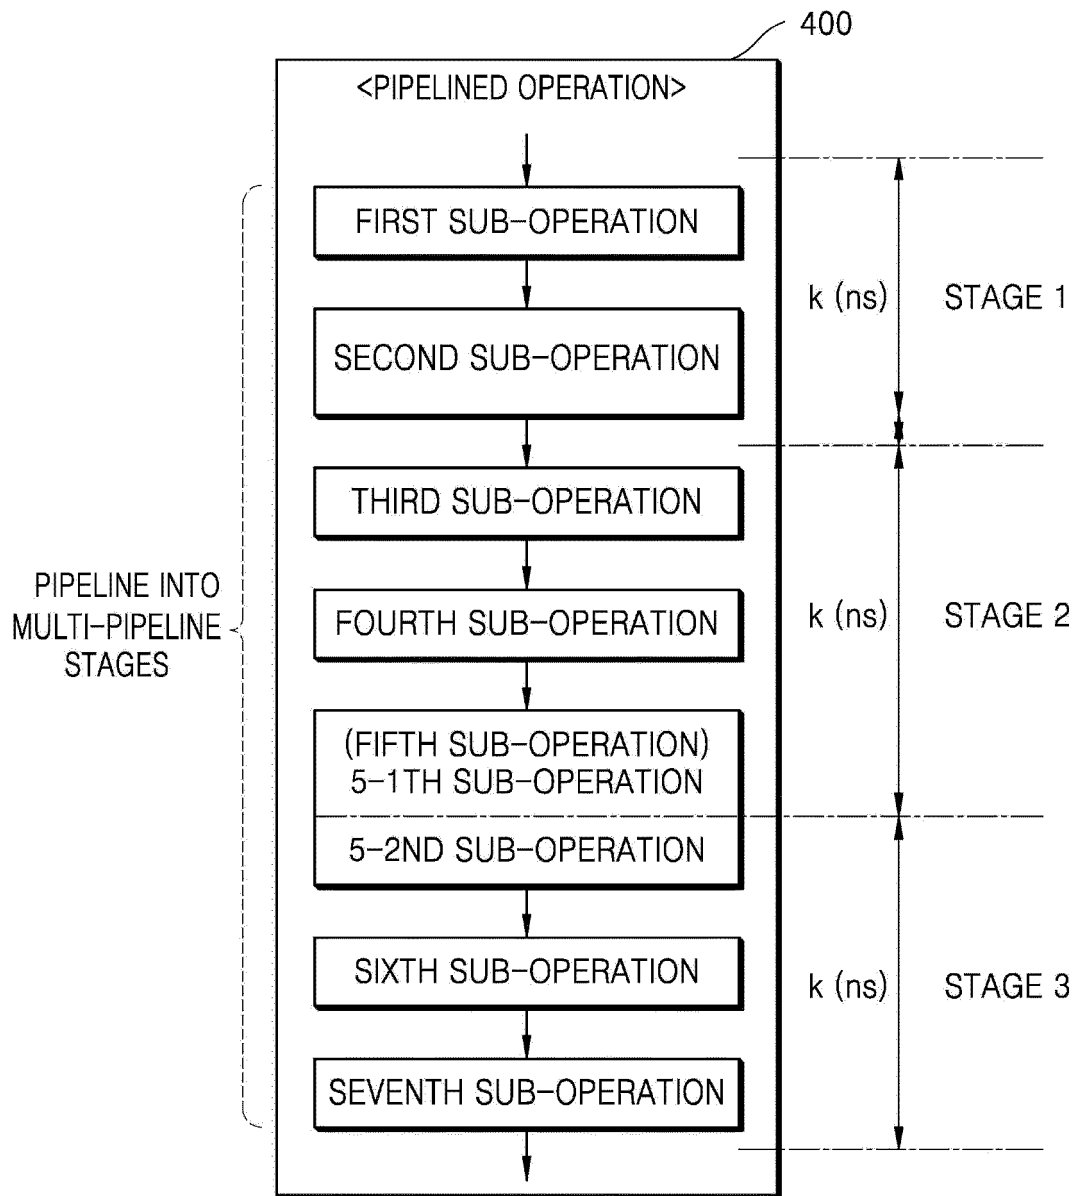 400
<PIPELINED OPERATION>
FIRST SUB-OPERATION
k (ns)
STAGE 1
SECOND SUB-OPERATION
THIRD SUB-OPERATION
PIPELINE INTO
MULTI-PIPELINE
STAGES
FOURTH SUB-OPERATION
k (ns)
STAGE 2
(FIFTH SUB-OPERATION)
5-1TH SUB-OPERATION
5-2ND SUB-OPERATION
SIXTH SUB-OPERATION
k (ns)
STAGE 3
SEVENTH SUB-OPERATION